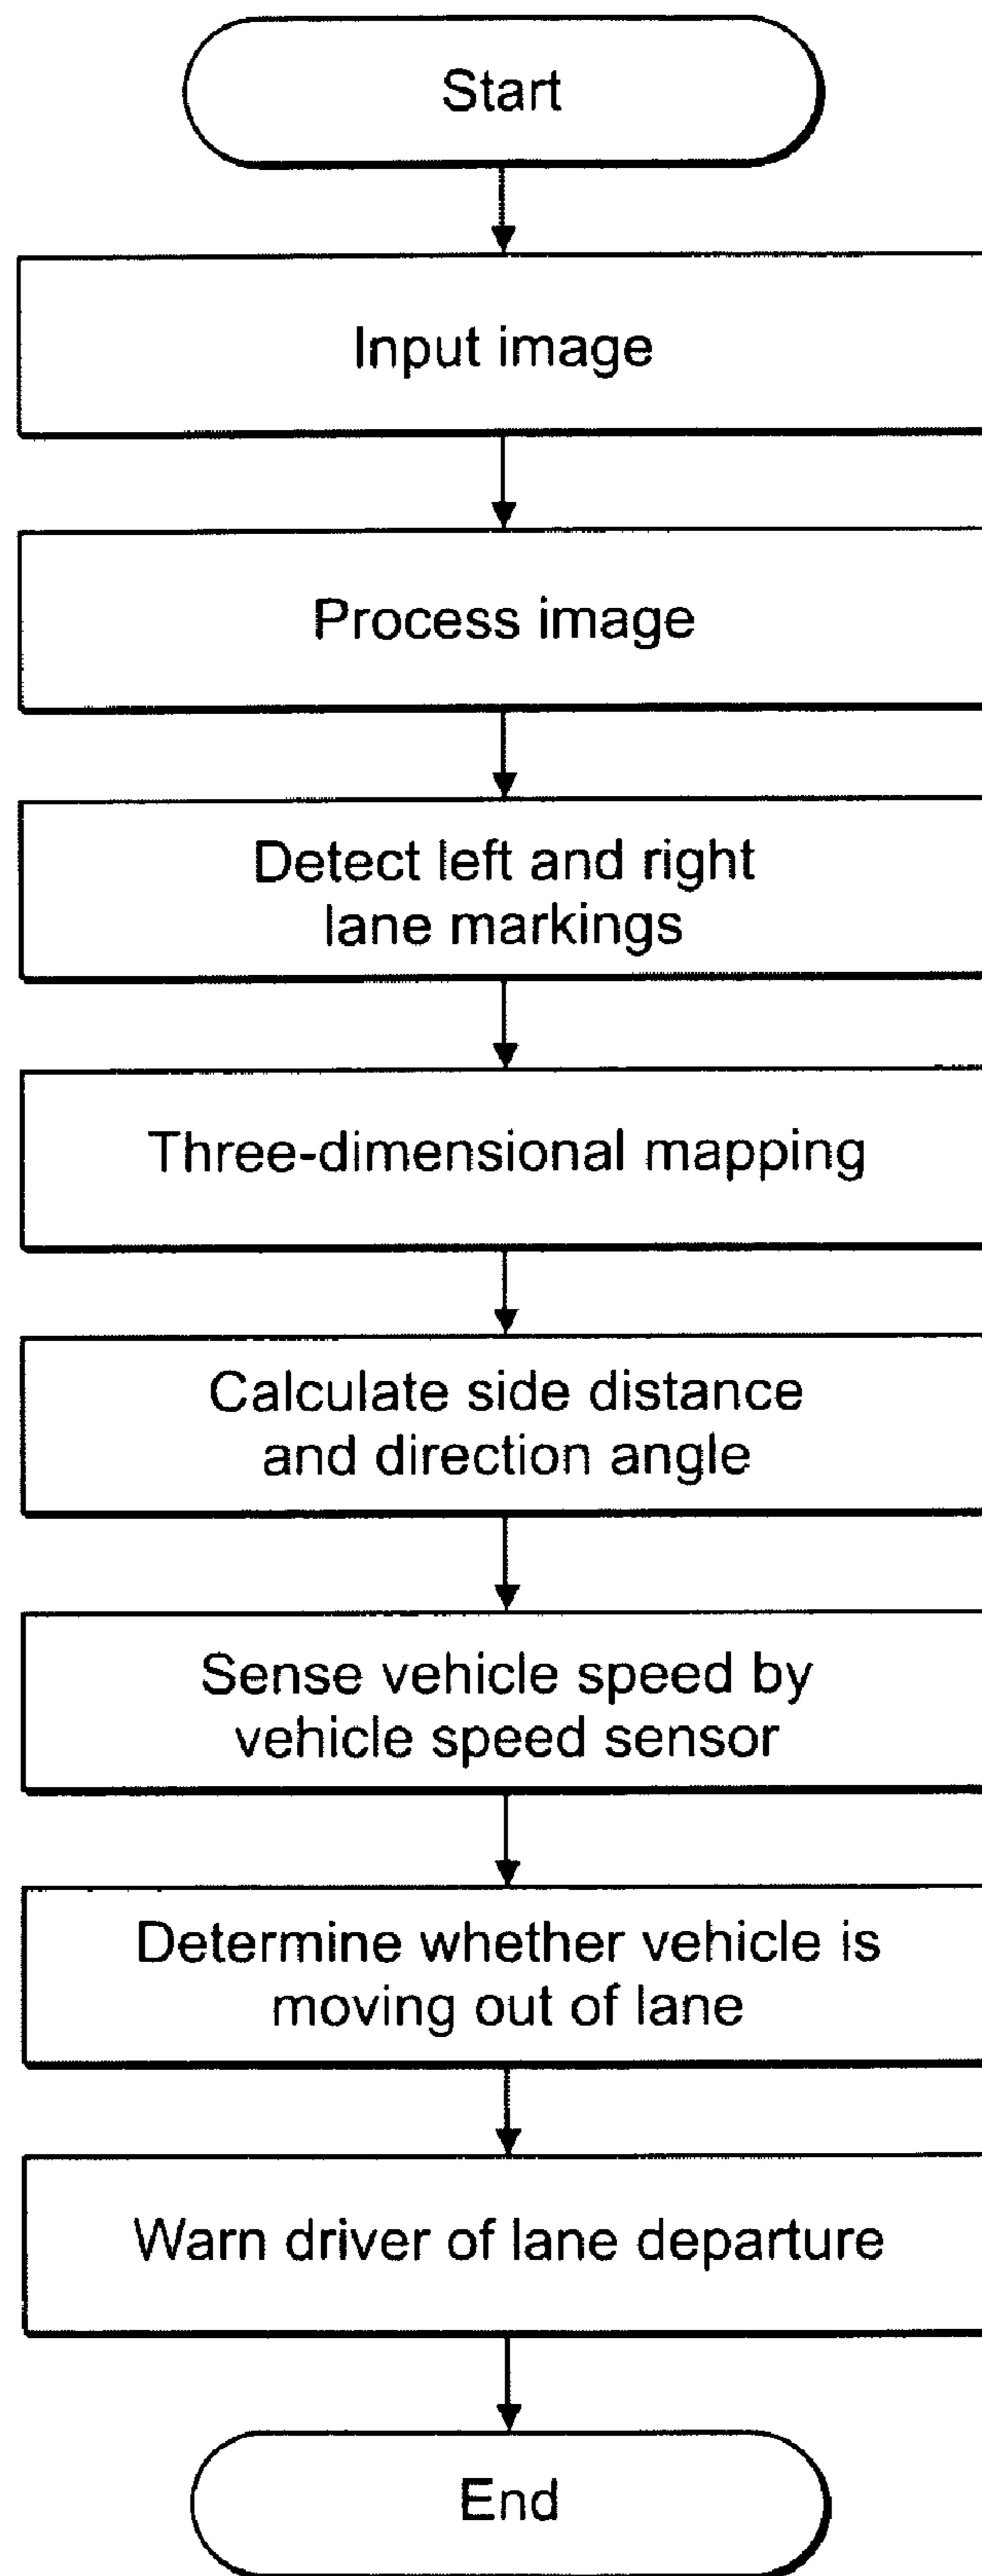 Start
Input image
Process image
Detect left and right
lane markings
Three-dimensional mapping
Calculate side distance
and direction angle
Sense vehicle speed by
vehicle speed sensor
Determine whether vehicle is
moving out of lane
Warn driver of lane departure
End